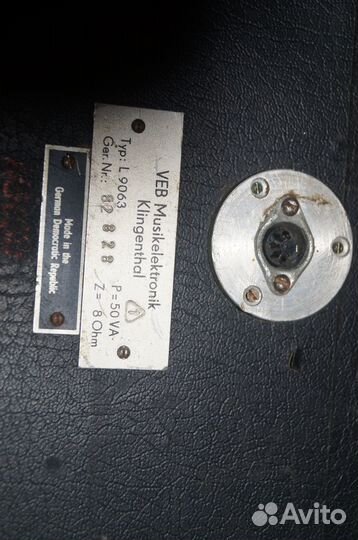 VEB Musikelektronik
Klingenthal
Typ: L 9063
Ger. Nr.: 82 828
P = 50 VA
Z = 8 Ohm
Made in the
German Democratic Republic
Avito